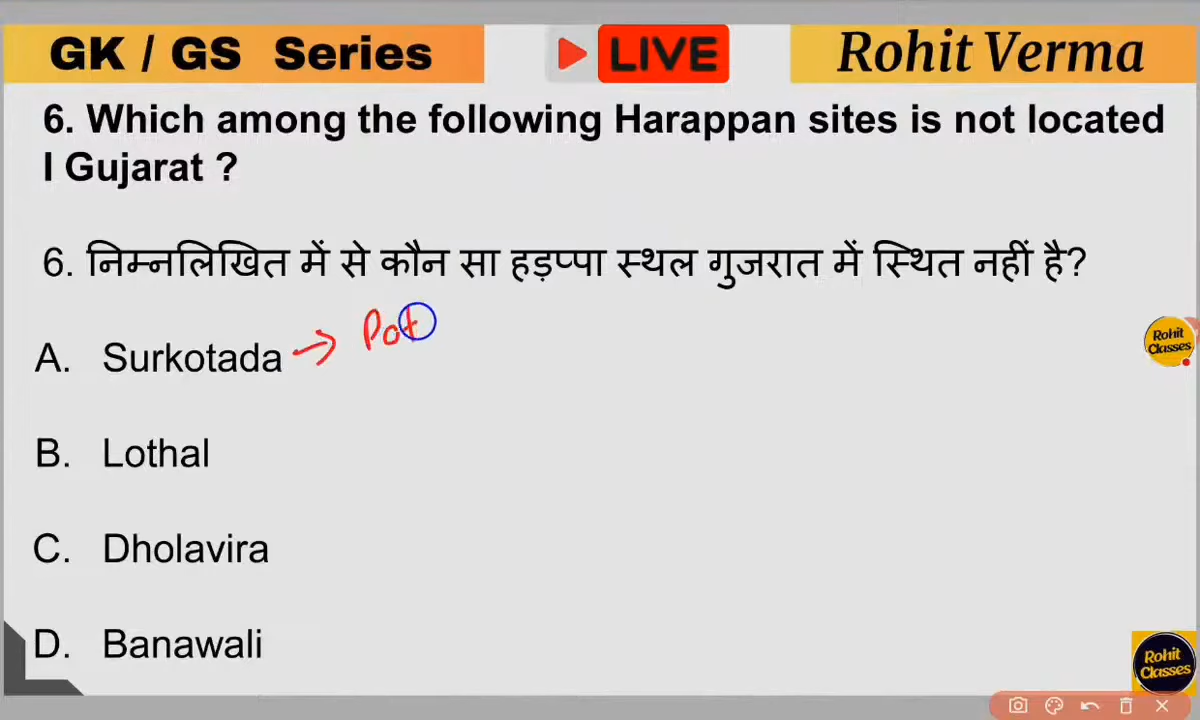 GK / GS Series
LIVE
Rohit Verma
6. Which among the following Harappan sites is not located
I Gujarat ?
6. निम्नलिखित में से कौन सा हड़प्पा स्थल गुजरात में स्थित नहीं है?
Pot
A. Surkotada
Rohit
Classes
B. Lothal
C. Dholavira
D. Banawali
Rohit
Classes